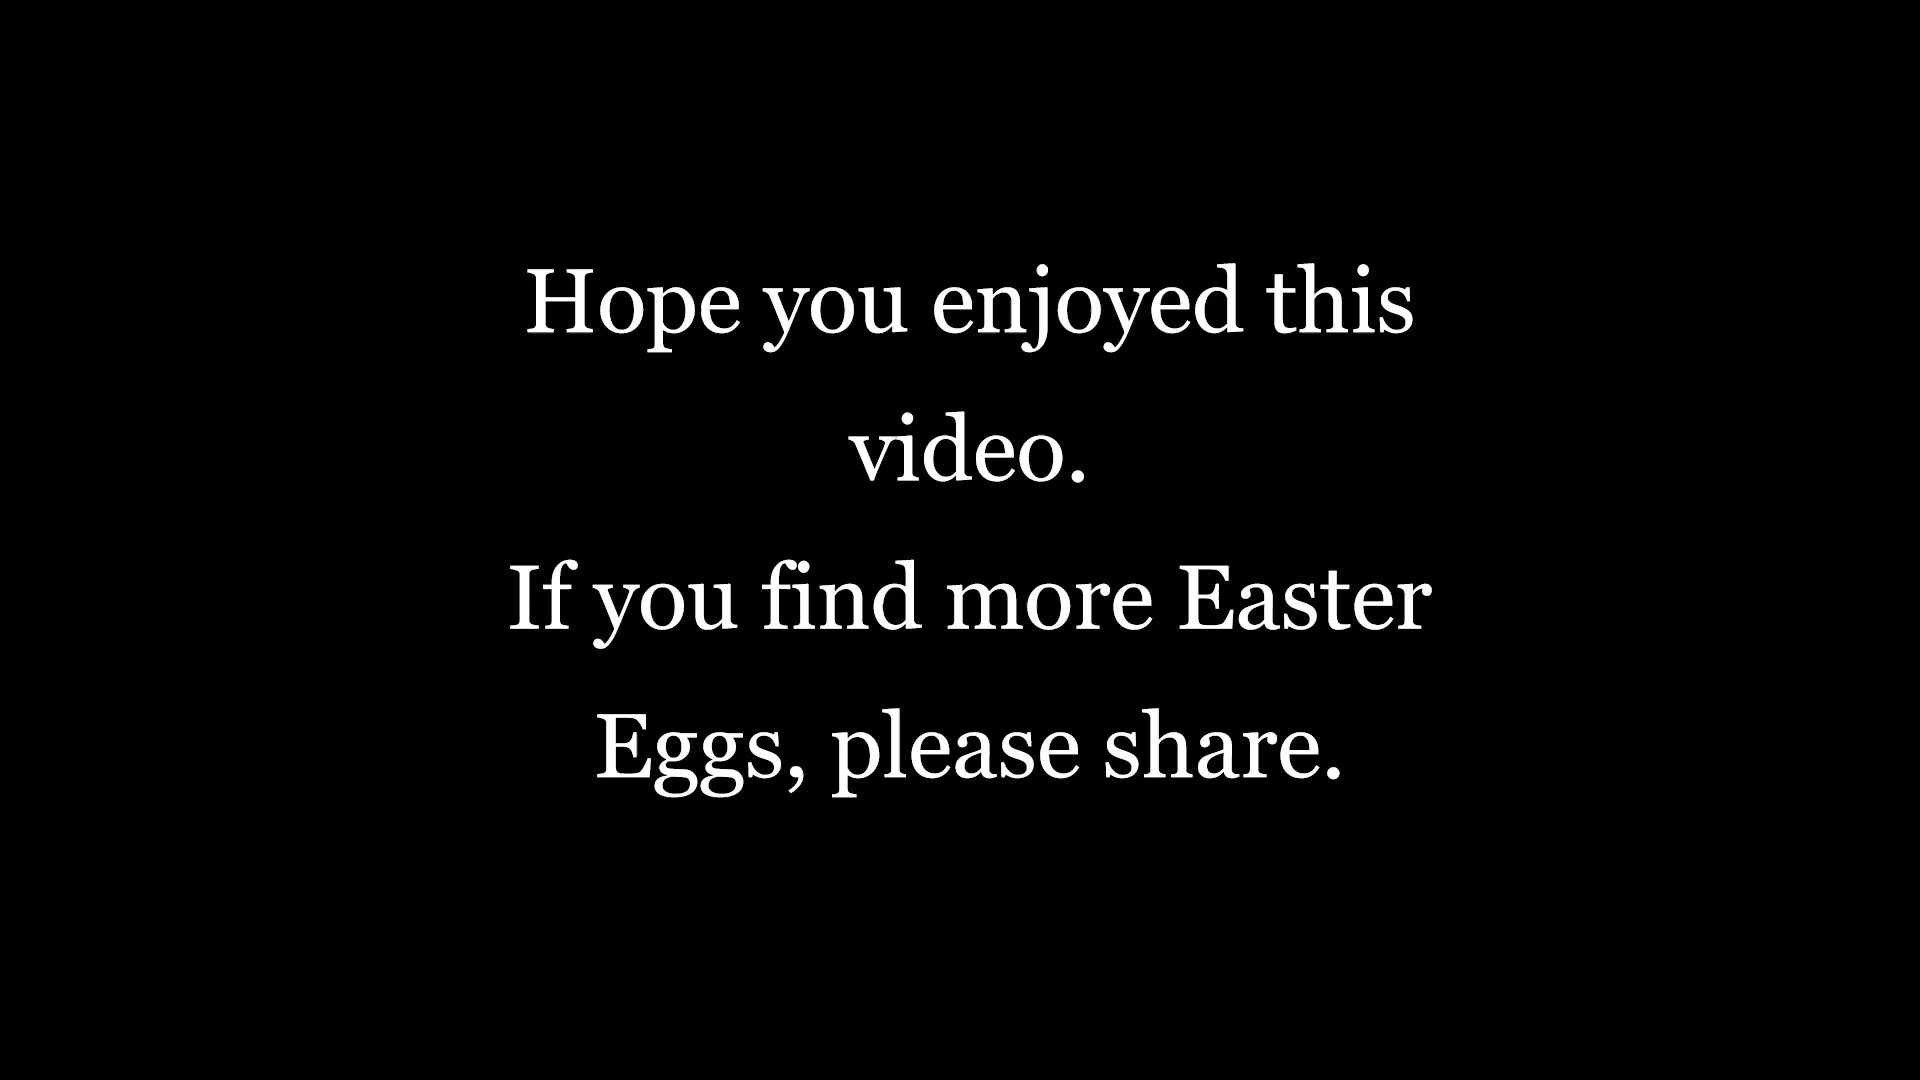 Hope you enjoyed this
video.
If you find more Easter
Eggs, please share.